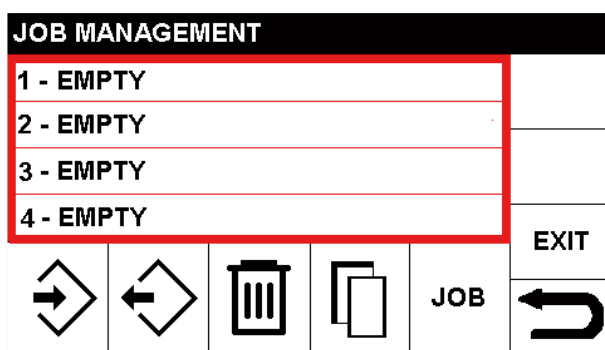 JOB MANAGEMENT
1 - EMPTY
2 - EMPTY
3 - EMPTY
4 - EMPTY
EXIT
JOB